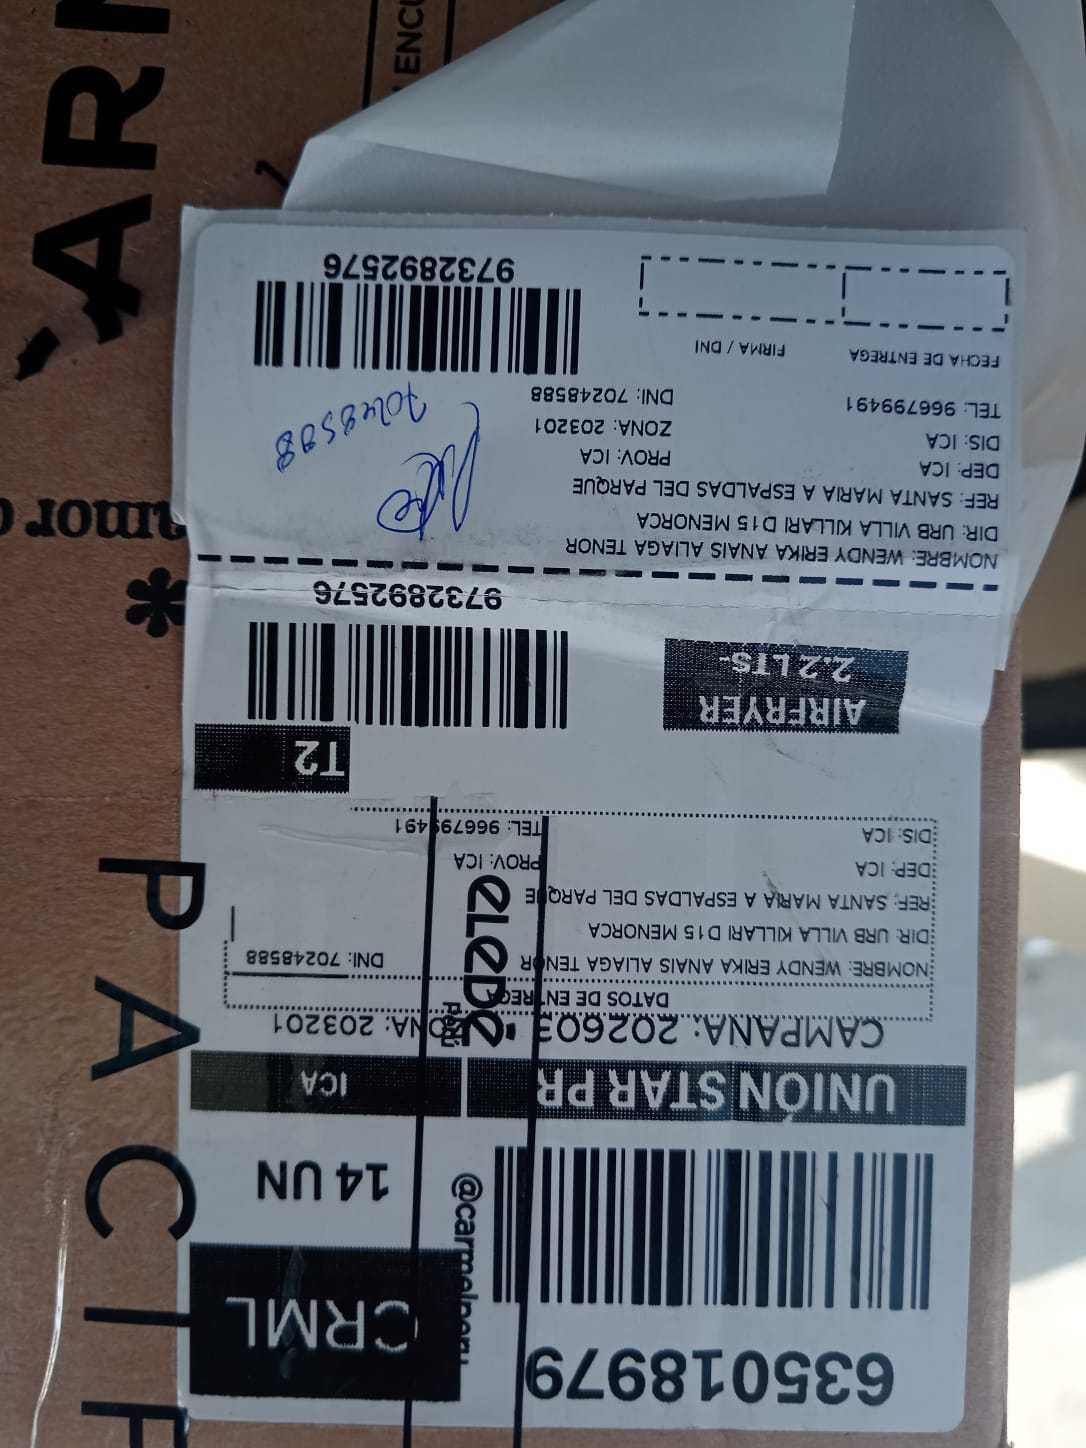 635018979
CRML
14 UN
UNIÓN STAR PR
ICA
CAMPAÑA: 202603
ZONA: 203201
DATOS DE ENTREGA
NOMBRE: WENDY ERIKA ANAIS ALIAGA TENOR
DNI: 70248588
DIR: URB VILLA KILLARI D15 MENORCA
REF: SANTA MARIA A ESPALDAS DEL PARQUE
DEP: ICA
PROV: ICA
DIS: ICA
TEL: 966799491
T2
AIRFRYER
2.2 LTS-
9732892576
NOMBRE: WENDY ERIKA ANAIS ALIAGA TENOR
DIR: URB VILLA KILLARI D15 MENORCA
REF: SANTA MARIA A ESPALDAS DEL PARQUE
DEP: ICA
PROV: ICA
DIS: ICA
ZONA: 203201
TEL: 966799491
DNI: 70248588
70248588
FECHA DE ENTREGA
FIRMA / DNI
9732892576
@carmelperu
amor